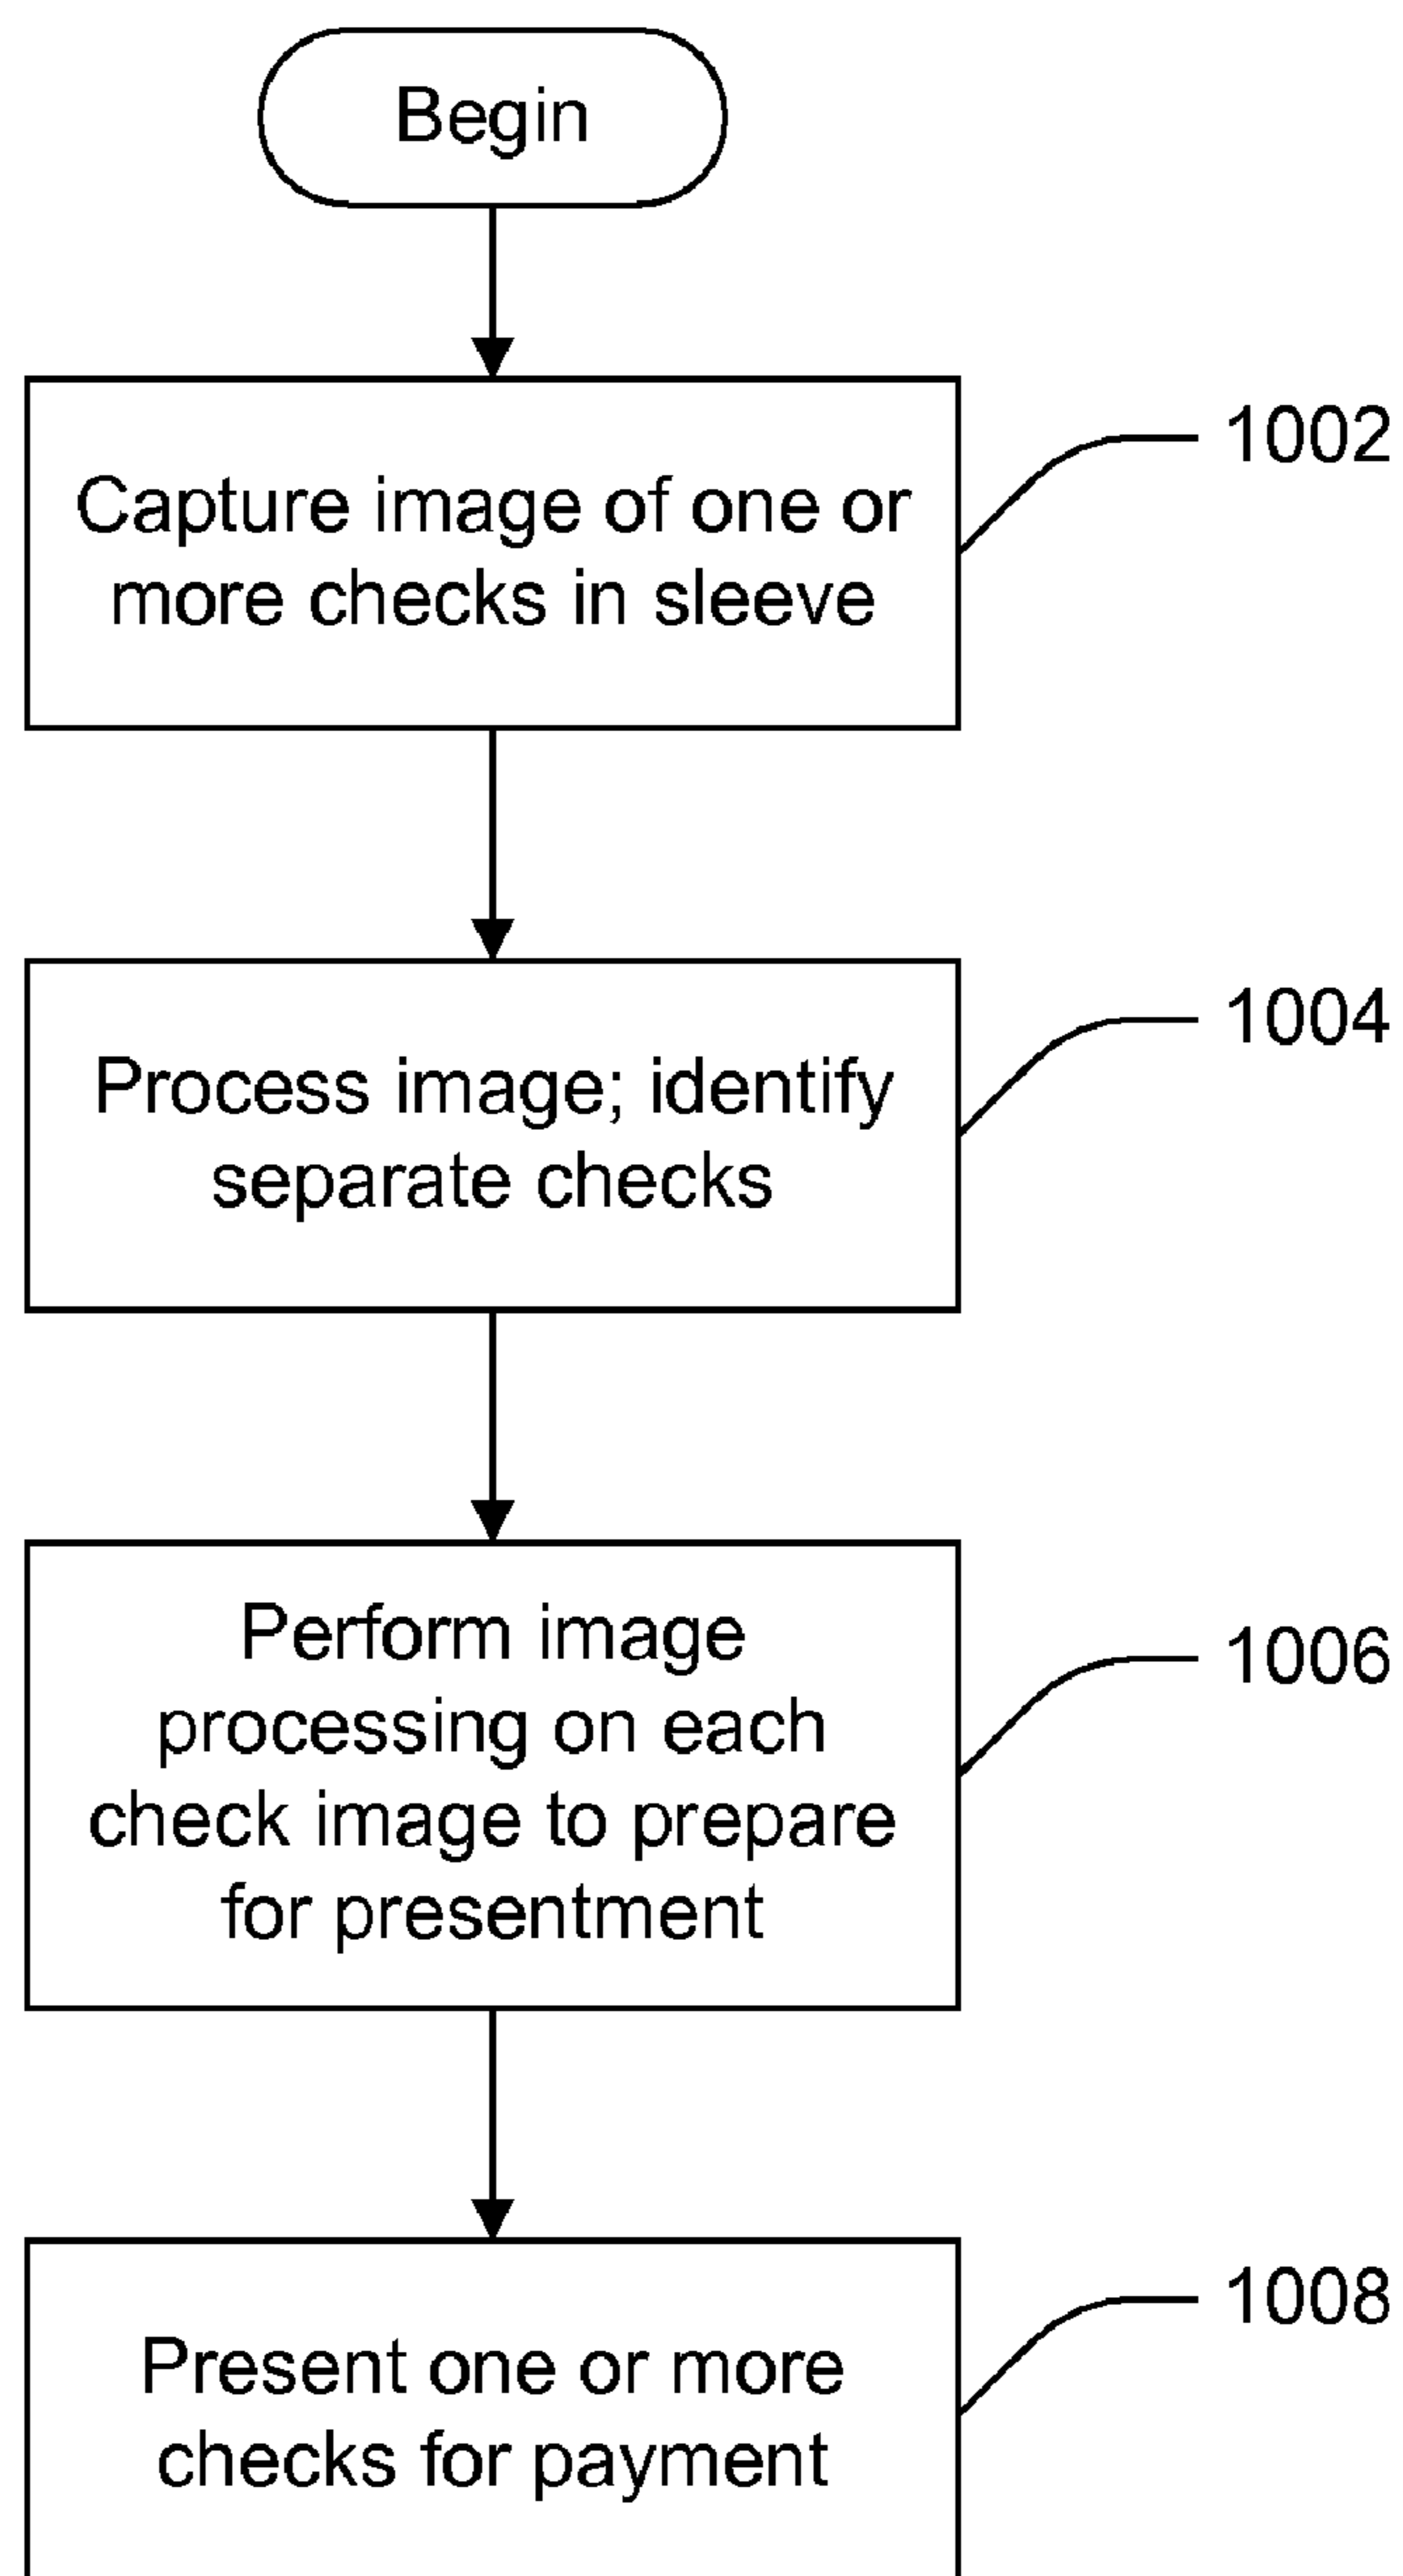 Begin
Capture image of one or
more checks in sleeve
1002
Process image; identify
separate checks
1004
Perform image
processing on each
check image to prepare
for presentment
1006
Present one or more
checks for payment
1008